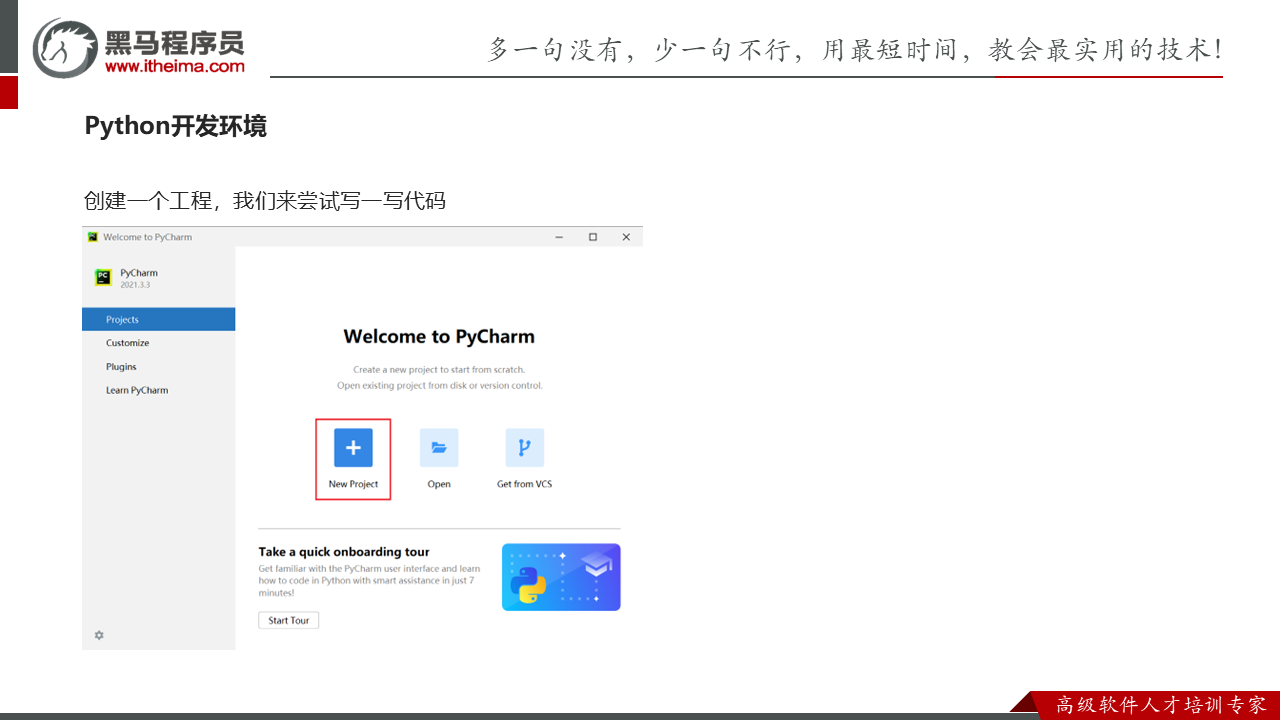 黑马程序员
www.itheima.com
多一句没有，少一句不行，用最短时间，教会最实用的技术！
Python开发环境
创建一个工程，我们来尝试写一写代码
Welcome to PyCharm
PC
PyCharm
2021.3.3
Projects
Customize
Plugins
Learn PyCharm
Welcome to PyCharm
Create a new project to start from scratch.
Open existing project from disk or version control.
New Project
Open
Get from VCS
Take a quick onboarding tour
Get familiar with the PyCharm user interface and learn
how to code in Python with smart assistance in just 7
minutes!
Start Tour
高级软件人才培训专家